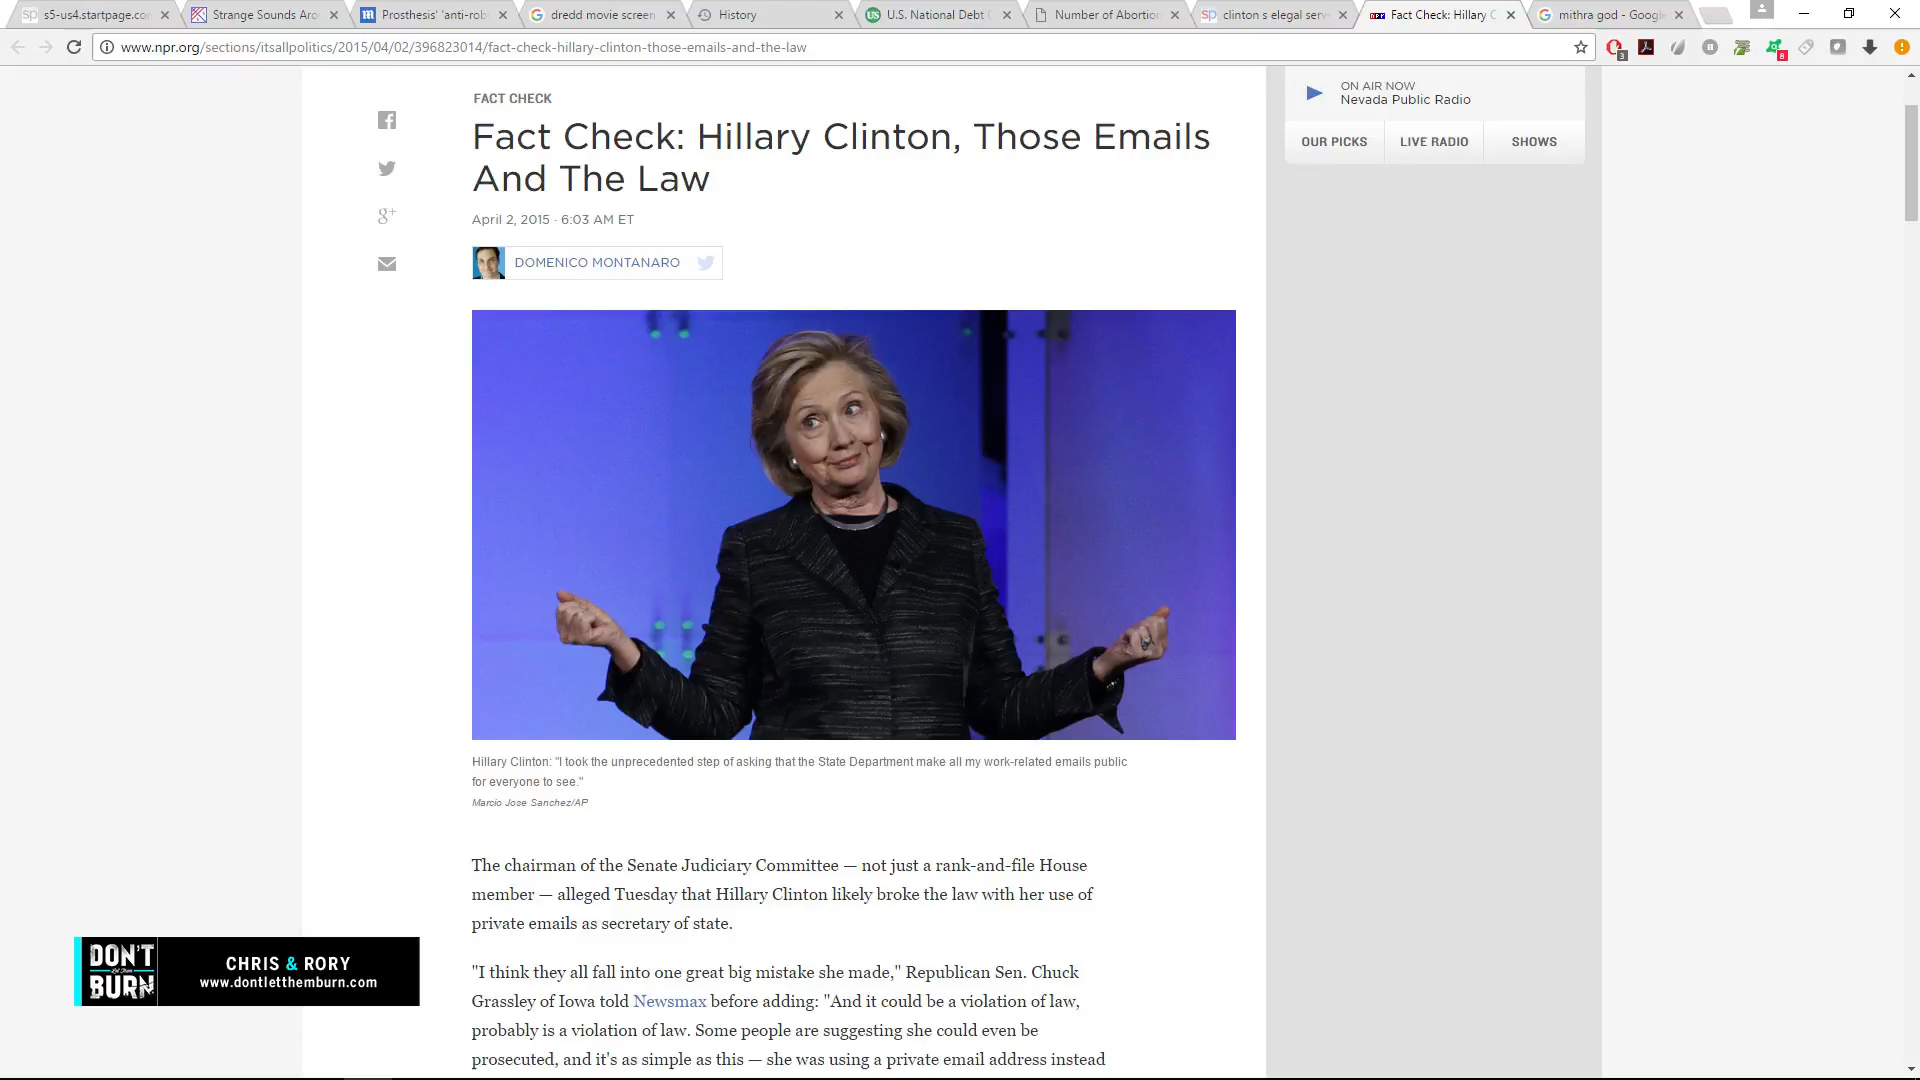 s5-us4.startpage.co
Strange Sounds Aro
Prosthesis' 'anti-rob
dredd movie screen
History
U.S. National Debt
Number of Abortion
clinton s elegal serv
Fact Check: Hillary C
mithra god - Google
www.npr.org/sections/itsallpolitics/2015/04/02/396823014/fact-check-hillary-clinton-those-emails-and-the-law
3
8
FACT CHECK
Fact Check: Hillary Clinton, Those Emails
And The Law
April 2, 2015 · 6:03 AM ET
DOMENICO MONTANARO
ON AIR NOW
Nevada Public Radio
OUR PICKS
LIVE RADIO
SHOWS
Hillary Clinton: "I took the unprecedented step of asking that the State Department make all my work-related emails public
for everyone to see."
Marcio Jose Sanchez/AP
The chairman of the Senate Judiciary Committee — not just a rank-and-file House
member — alleged Tuesday that Hillary Clinton likely broke the law with her use of
private emails as secretary of state.
"I think they all fall into one great big mistake she made," Republican Sen. Chuck
Grassley of Iowa told Newsmax before adding: "And it could be a violation of law,
probably is a violation of law. Some people are suggesting she could even be
prosecuted, and it's as simple as this — she was using a private email address instead
DON'T
Let Them
BURN
CHRIS & RORY
www.dontletthemburn.com